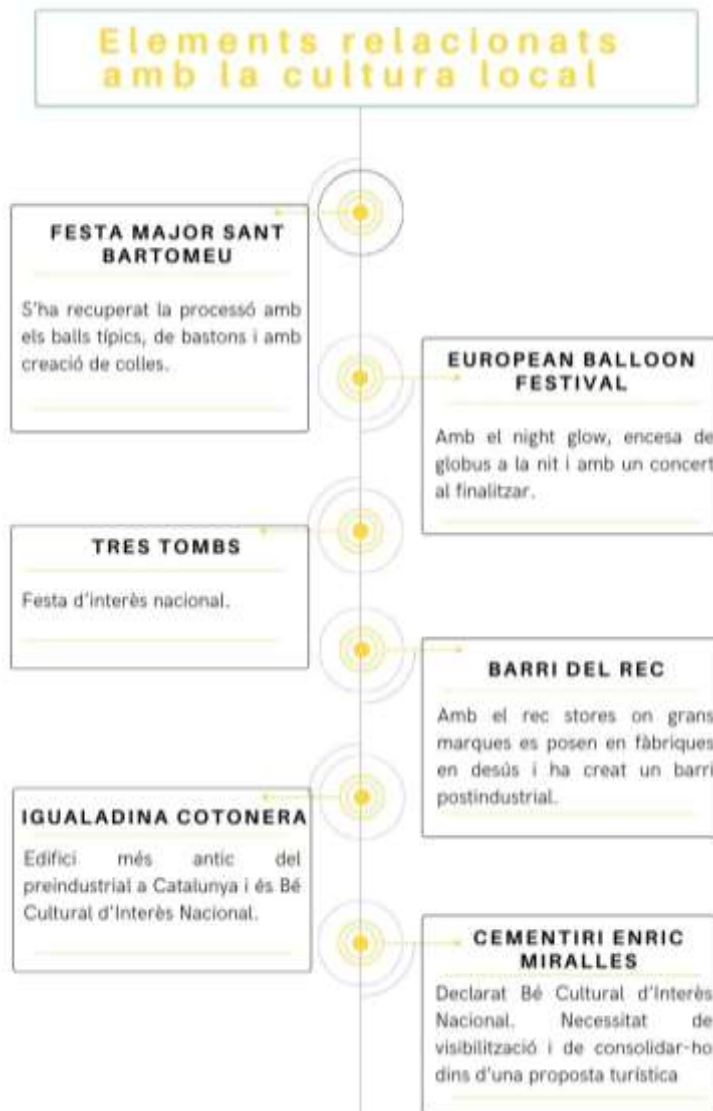 Elements relacionats
amb la cultura local
FESTA MAJOR SANT
BARTOMEU
S'ha recuperat la processó amb
els balls típics, de bastons i amb
creació de colles.
EUROPEAN BALLOON
FESTIVAL
Amb el night glow, encesa de
globus a la nit i amb un concert
al finalitzar.
TRES TOMBS
Festa d'interès nacional.
BARRI DEL REC
Amb el rec stores on grans
marques es posen en fàbriques
en desús i ha creat un barri
postindustrial.
IGUALADINA COTONERA
Edifici més antic del
preindustrial a Catalunya i és Bé
Cultural d'Interès Nacional.
CEMENTIRI ENRIC
MIRALLES
Declarat Bé Cultural d'Interès
Nacional. Necessitat de
visibilització i de consolidar-ho
dins d'una proposta turística